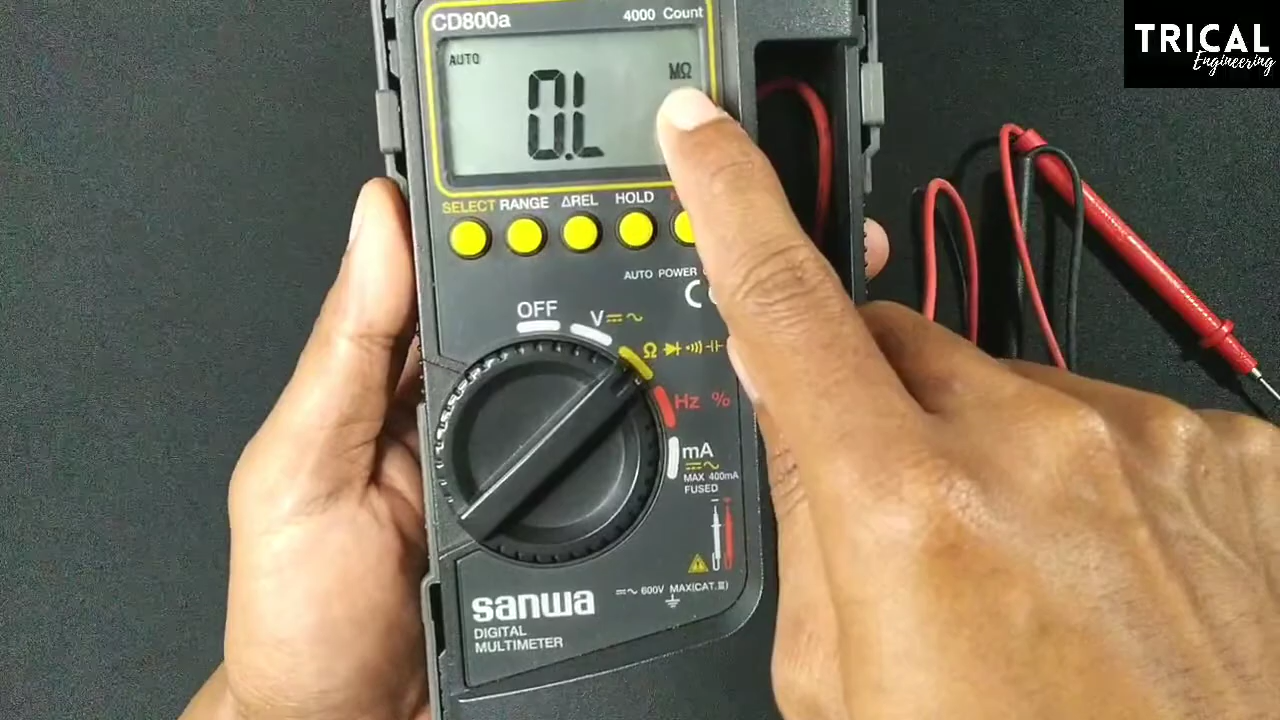 TRICAL
Engineering
CD800a
4000 Count
AUTO
MΩ
0.L
SELECT RANGE ΔREL HOLD
AUTO POWER
OFF
V
Ω
Hz %
mA
MAX 400mA
FUSED
600V MAX(CAT.Ⅲ)
sanwa
DIGITAL
MULTIMETER